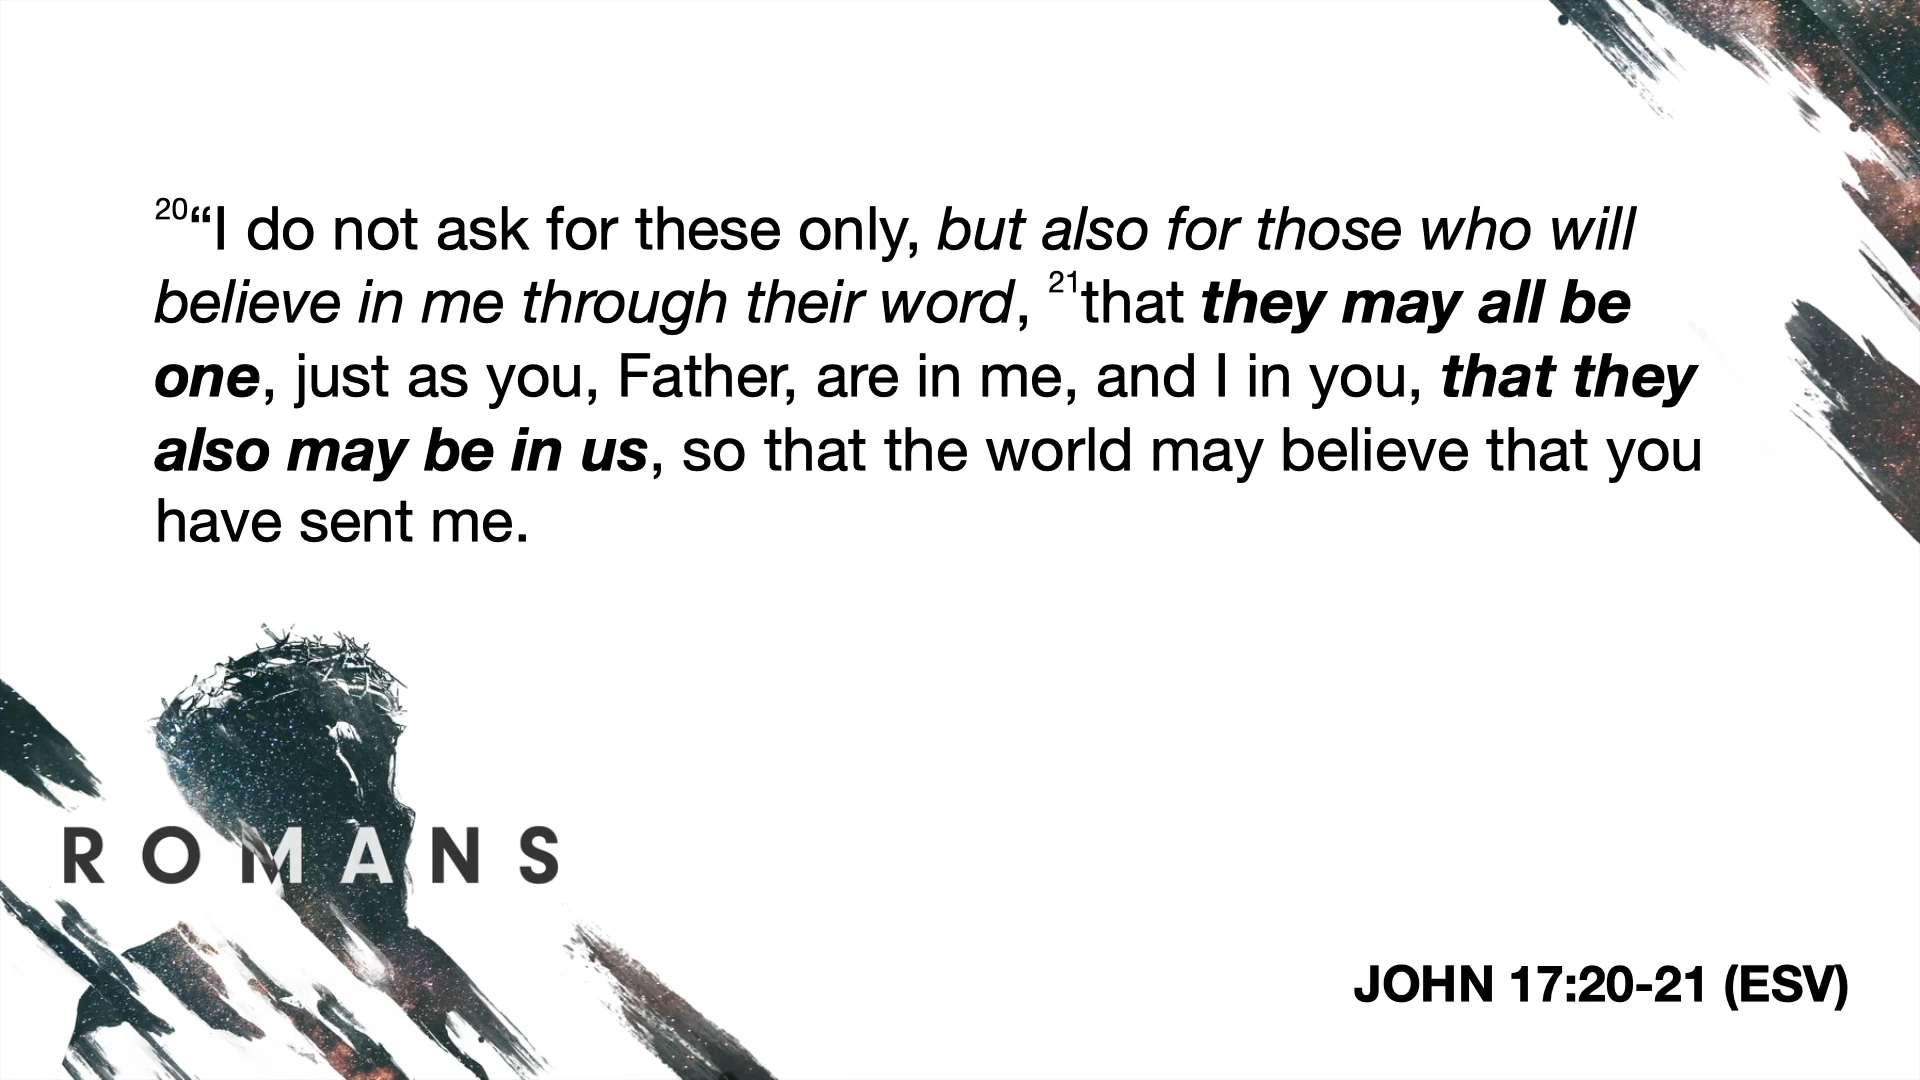 20“I do not ask for these only, but also for those who will
believe in me through their word, 21that they may all be
one, just as you, Father, are in me, and I in you, that they
also may be in us, so that the world may believe that you
have sent me.
ROMANS
JOHN 17:20-21 (ESV)